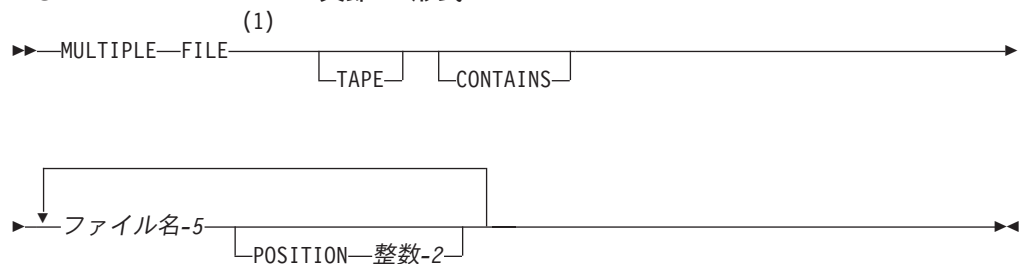 (1)
MULTIPLE FILE
TAPE CONTAINS
ファイル名-5
POSITION 整数-2